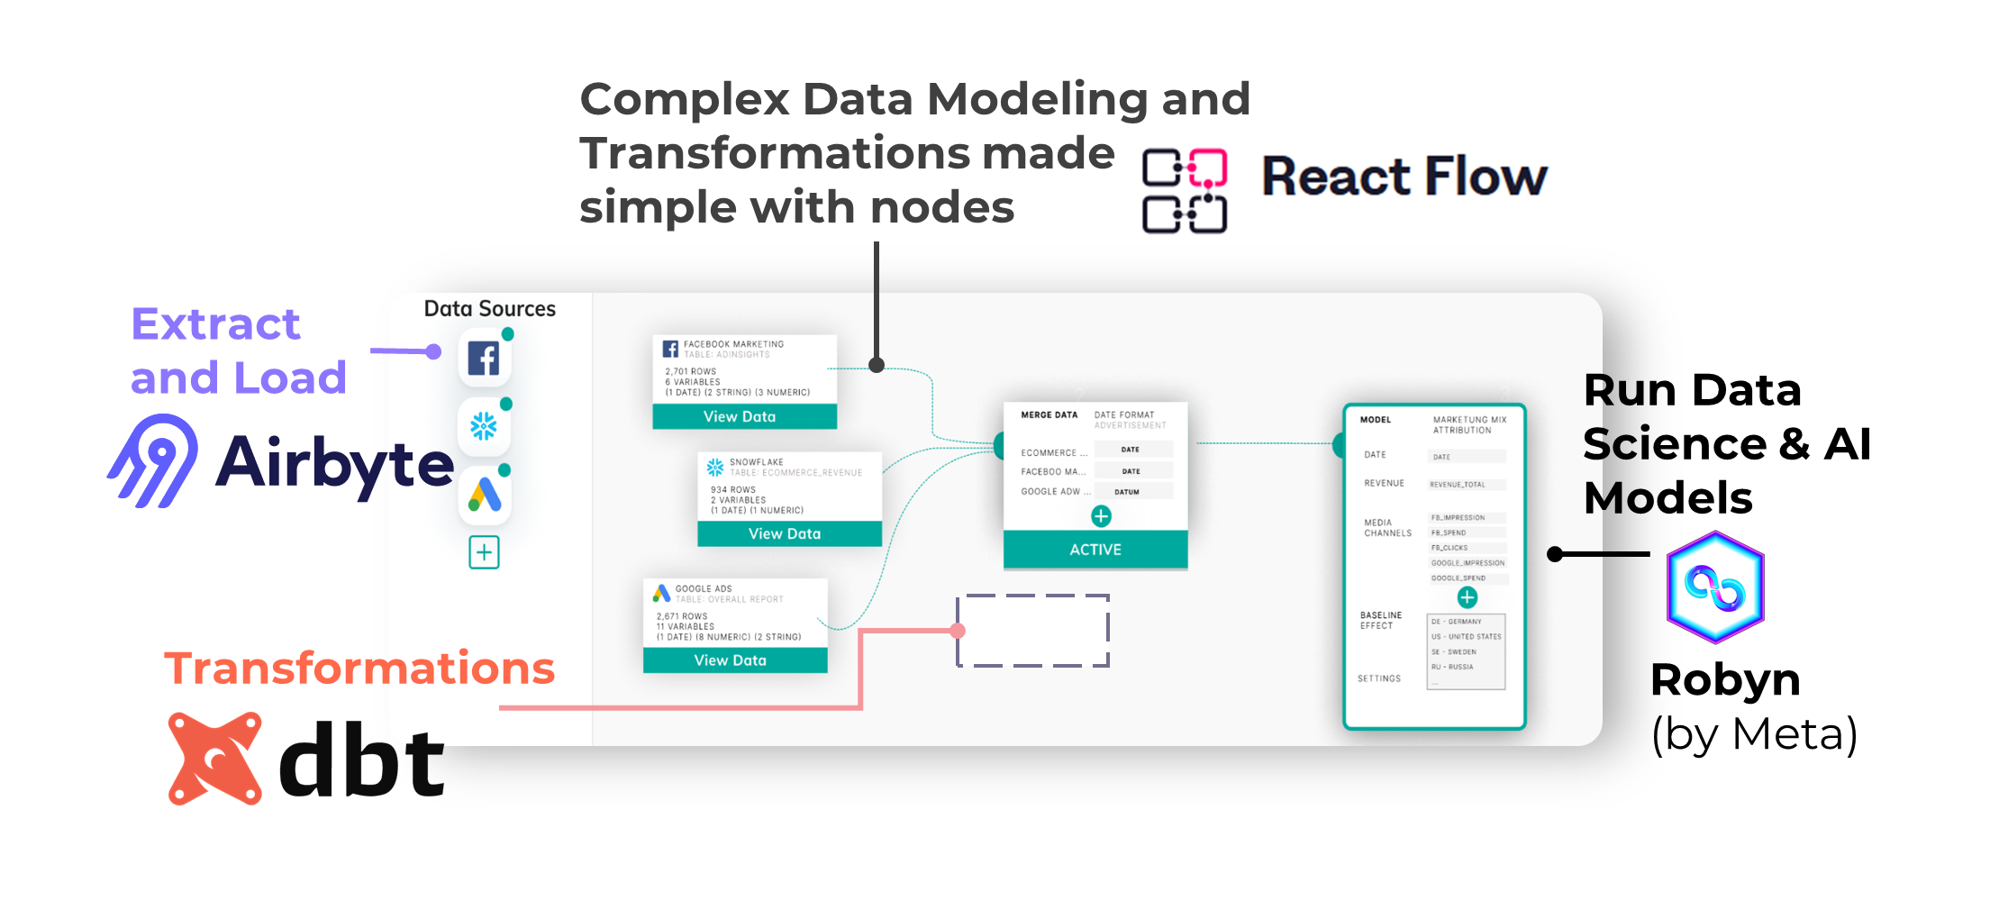 Complex Data Modeling and
Transformations made
simple with nodes
React Flow
Extract
and Load
Airbyte
Data Sources
FACEBOOK MARKETING
TABLE: ADINSIGHTS
2,701 ROWS
6 VARIABLES
(1 DATE) (2 STRING) (3 NUMERIC)
View Data
SNOWFLAKE
TABLE: ECOMMERCE_REVENUE
934 ROWS
2 VARIABLES
(1 DATE) (1 NUMERIC)
View Data
GOOGLE ADS
TABLE: OVERALL REPORT
2,671 ROWS
11 VARIABLES
(1 DATE) (8 NUMERIC) (2 STRING)
View Data
MERGE DATA DATE FORMAT
ADVERTISEMENT
ECOMMERCE ... DATE
FACEBOO MA... DATE
GOOGLE ADW ... DATUM
ACTIVE
MODEL MARKETUNG MIX
ATTRIBUTION
DATE DATE
REVENUE REVENUE_TOTAL
MEDIA
CHANNELS
FB_IMPRESSION
FB_SPEND
FB_CLICKS
GOOGLE_IMPRESSION
GOOGLE_SPEND
BASELINE
EFFECT
DE - GERMANY
US - UNITED STATES
SE - SWEDEN
RU - RUSSIA
...
SETTINGS
Run Data
Science & AI
Models
Robyn
(by Meta)
Transformations
dbt